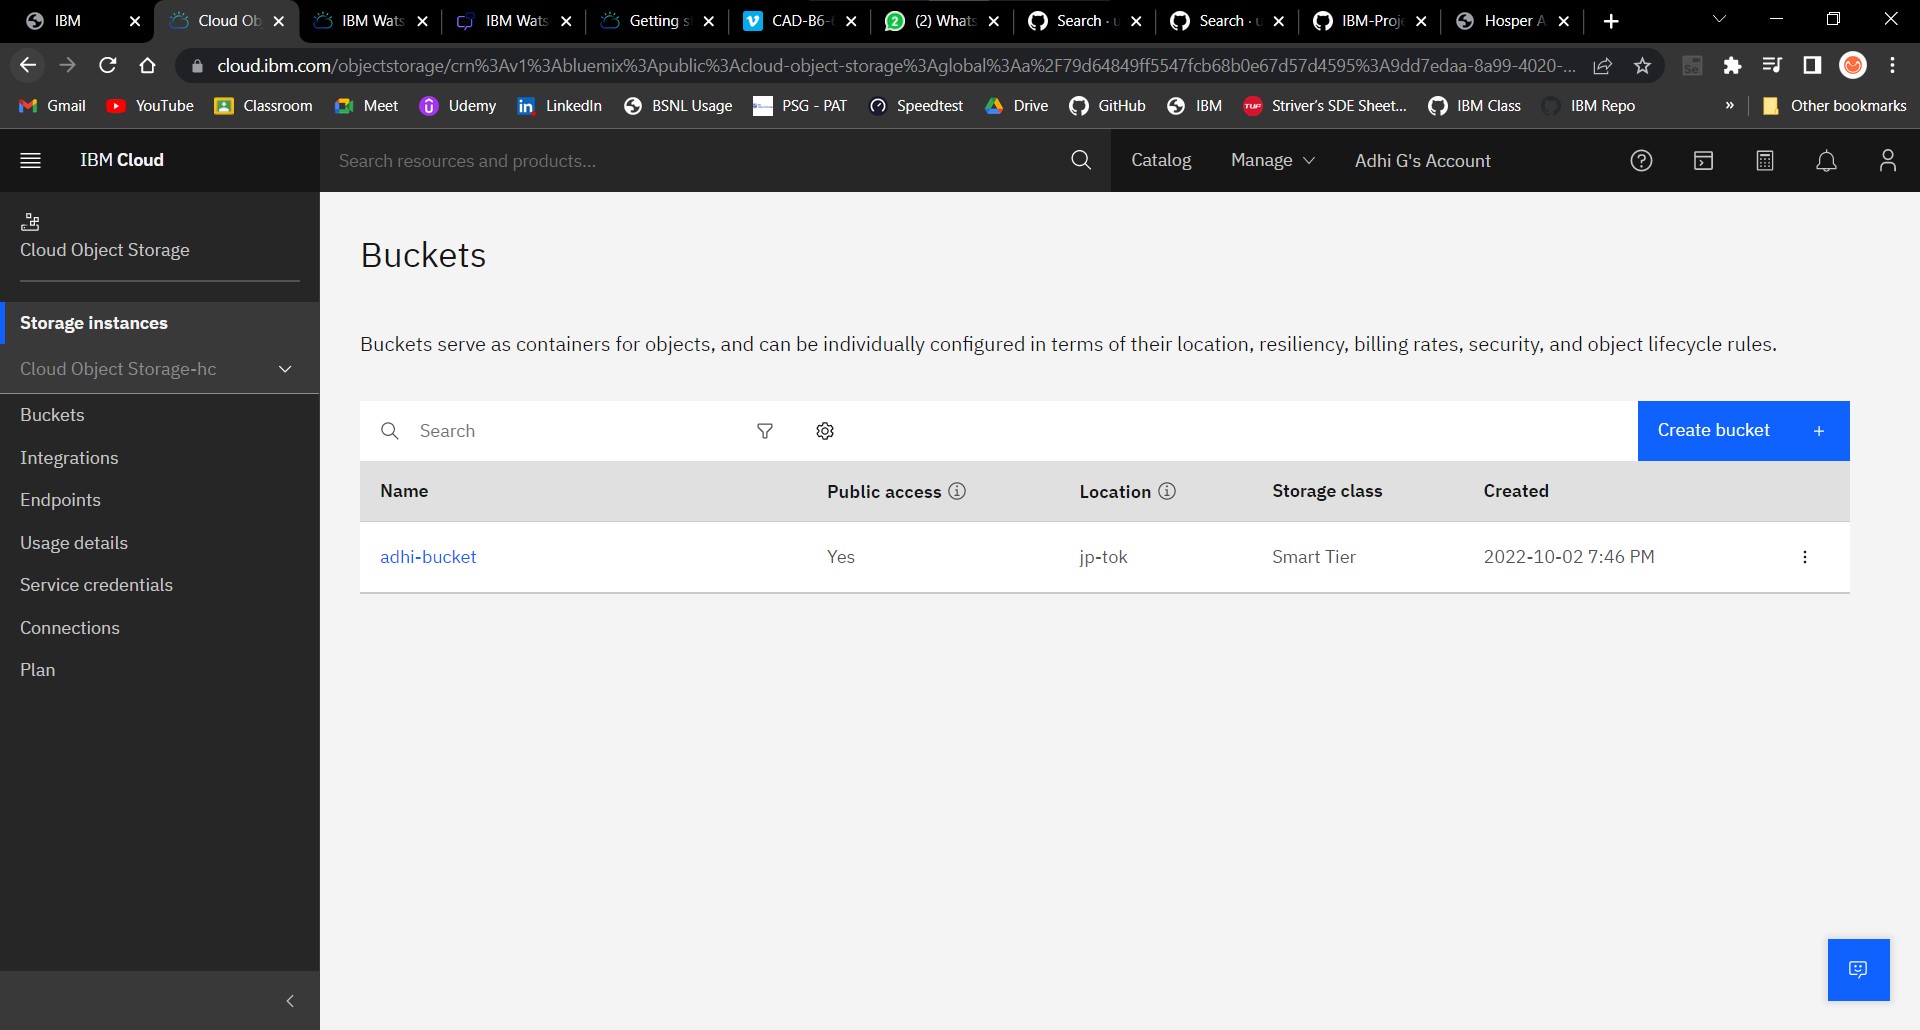 IBM
Cloud Ob
IBM Wats
IBM Wats
Getting s
CAD-B6-
(2) Whats
Search · u
Search · u
IBM-Proj
Hosper A
cloud.ibm.com/objectstorage/crn%3Av1%3Abluemix%3Apublic%3Acloud-object-storage%3Aglobal%3Aa%2F79d64849ff5547fcb68b0e67d57d4595%3A9dd7edaa-8a99-4020-...
Gmail
YouTube
Classroom
Meet
Udemy
LinkedIn
BSNL Usage
PSG - PAT
Speedtest
Drive
GitHub
IBM
Striver's SDE Sheet...
IBM Class
IBM Repo
»
Other bookmarks
IBM Cloud
Search resources and products...
Catalog
Manage
Adhi G's Account
Cloud Object Storage
Storage instances
Cloud Object Storage-hc
Buckets
Integrations
Endpoints
Usage details
Service credentials
Connections
Plan
Buckets
Buckets serve as containers for objects, and can be individually configured in terms of their location, resiliency, billing rates, security, and object lifecycle rules.
Search
Create bucket +
Name Public access Location Storage class Created
adhi-bucket Yes jp-tok Smart Tier 2022-10-02 7:46 PM